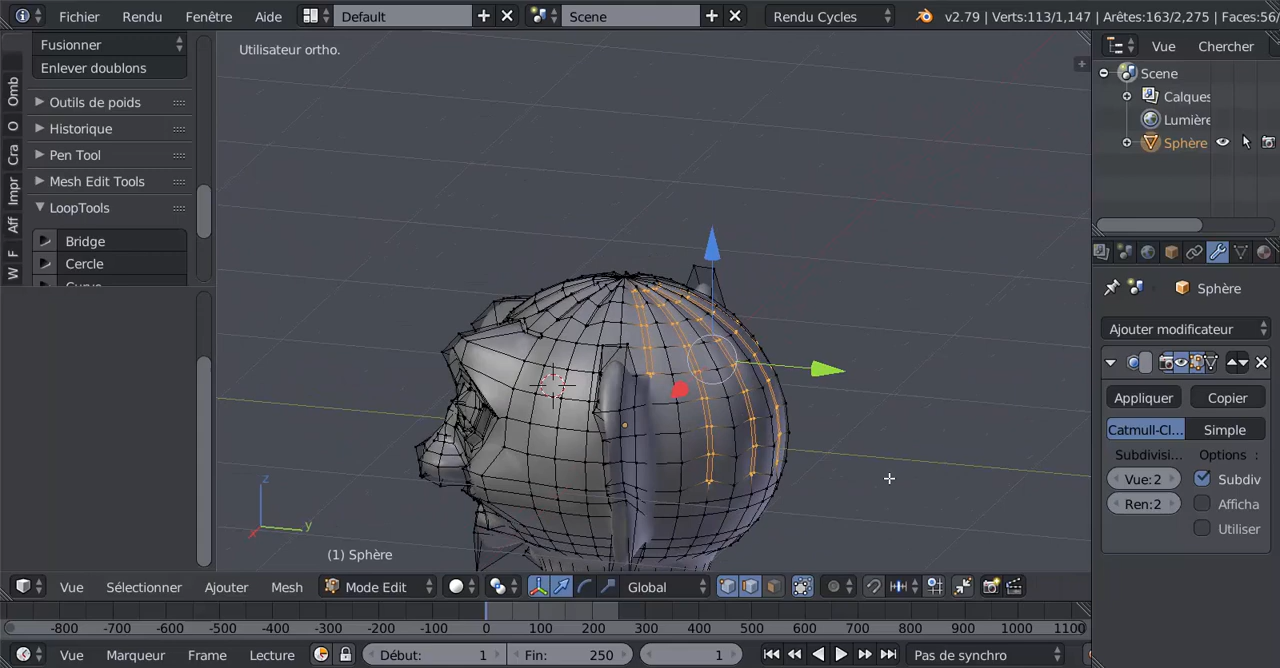 Fichier Rendu Fenêtre Aide Default Scene Rendu Cycles v2.79 | Verts:113/1,147 | Arêtes:163/2,275 | Faces:56/
Fusionner
Enlever doublons
Outils de poids
Historique
Pen Tool
Mesh Edit Tools
LoopTools
Bridge
Cercle
Omb
O
Cra
Impr
Aff
F
W
Utilisateur ortho.
z
y
x
(1) Sphère
Vue Chercher
Scene
Calques
Lumière
Sphère
Sphère
Ajouter modificateur
Appliquer Copier
Catmull-Cl... Simple
Subdivisi... Options :
Vue:2 Subdiv
Ren:2 Afficha
Utiliser
Vue Sélectionner Ajouter Mesh Mode Edit Global
-800 -700 -600 -500 -400 -300 -200 -100 0 100 200 300 400 500 600 700 800 900 1000 1100
Vue Marqueur Frame Lecture Début: 1 Fin: 250 1 Pas de synchro